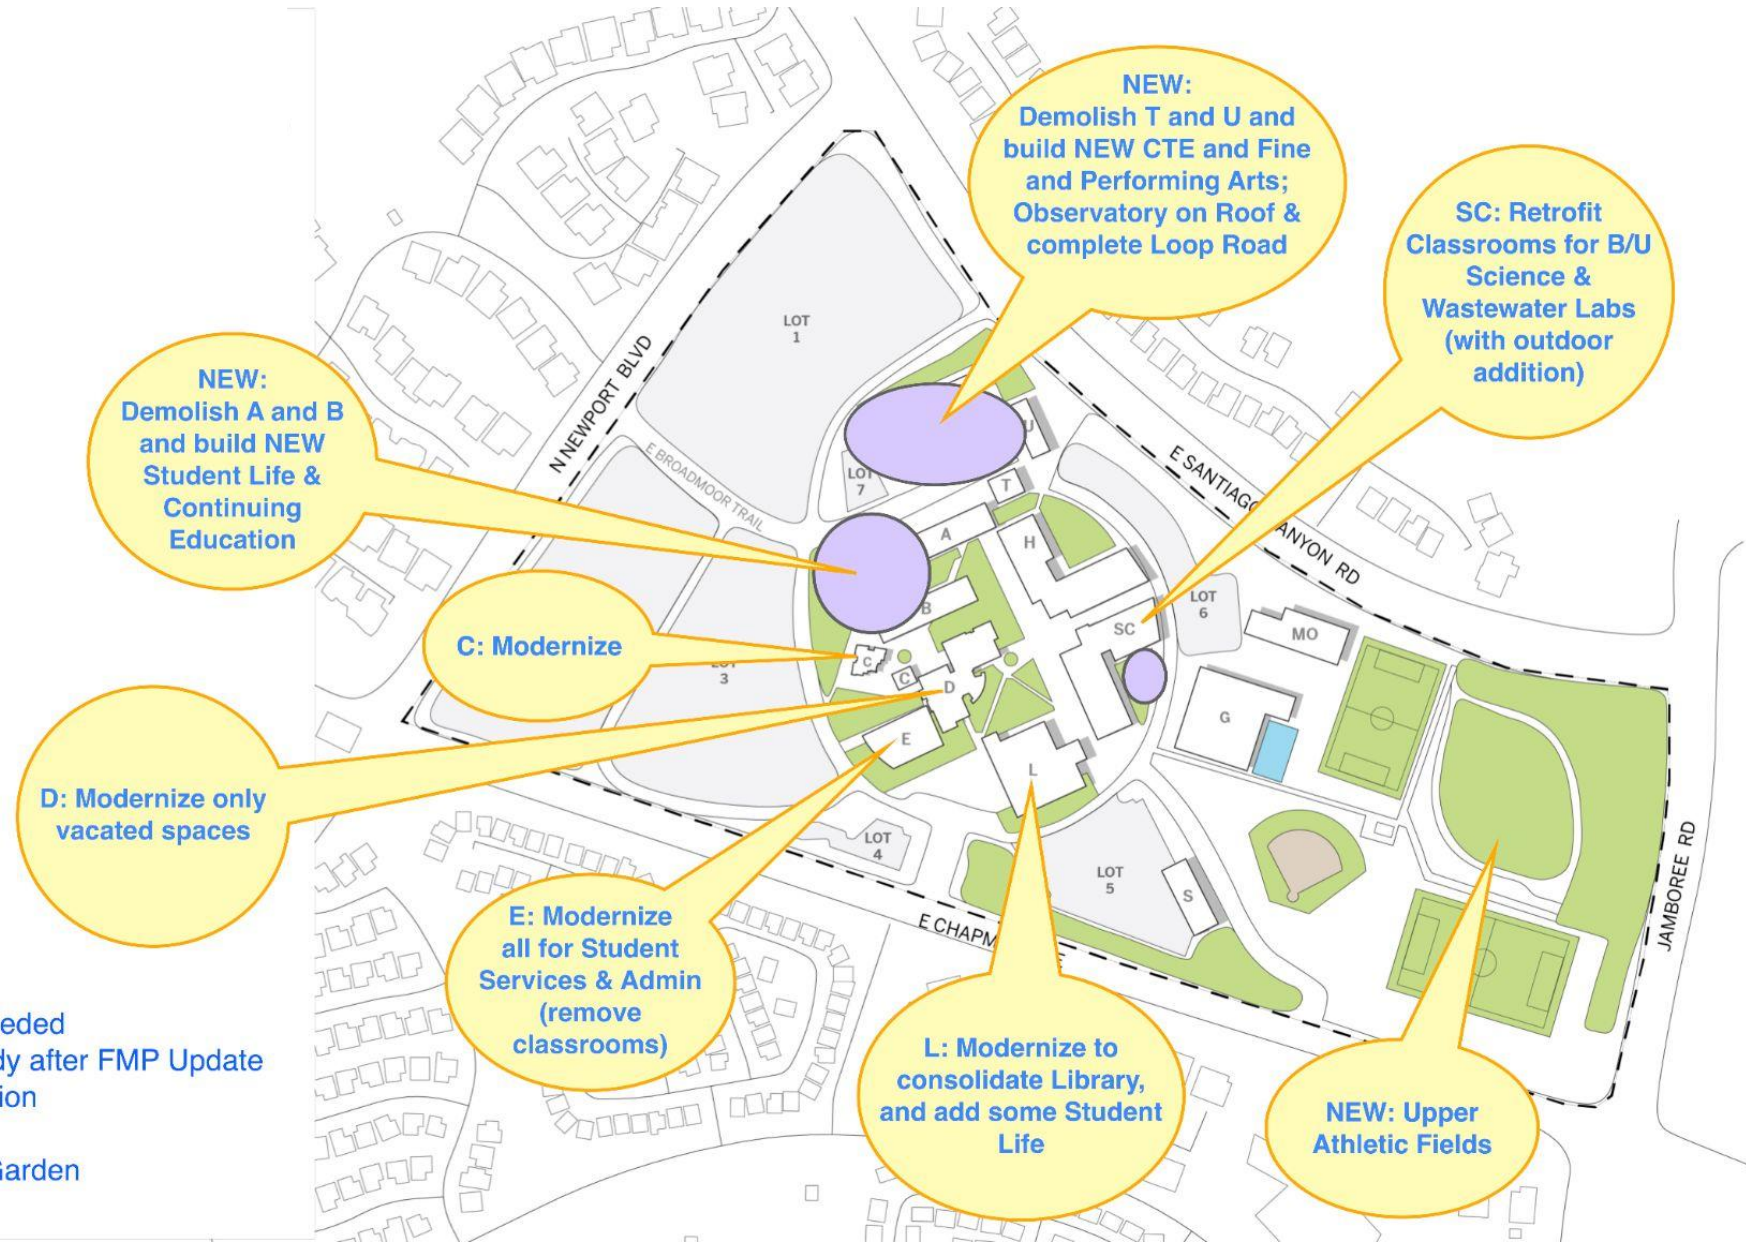 NEW:
Demolish T and U and
build NEW CTE and Fine
and Performing Arts;
Observatory on Roof &
complete Loop Road
SC: Retrofit
Classrooms for B/U
Science &
Wastewater Labs
(with outdoor
addition)
NEW:
Demolish A and B
and build NEW
Student Life &
Continuing
Education
C: Modernize
D: Modernize only
vacated spaces
E: Modernize
all for Student
Services & Admin
(remove
classrooms)
L: Modernize to
consolidate Library,
and add some Student
Life
NEW: Upper
Athletic Fields
LOT
1
N NEWPORT BLVD
E BROADMOOR TRAIL
LOT
7
U
T
A
H
B
SC
C
C
D
E
L
LOT
6
MO
G
E SANTIAGO
ANYON RD
3
LOT
4
LOT
5
S
E CHAPM
JAMBOREE RD
eded
dy after FMP Update
ion
Garden